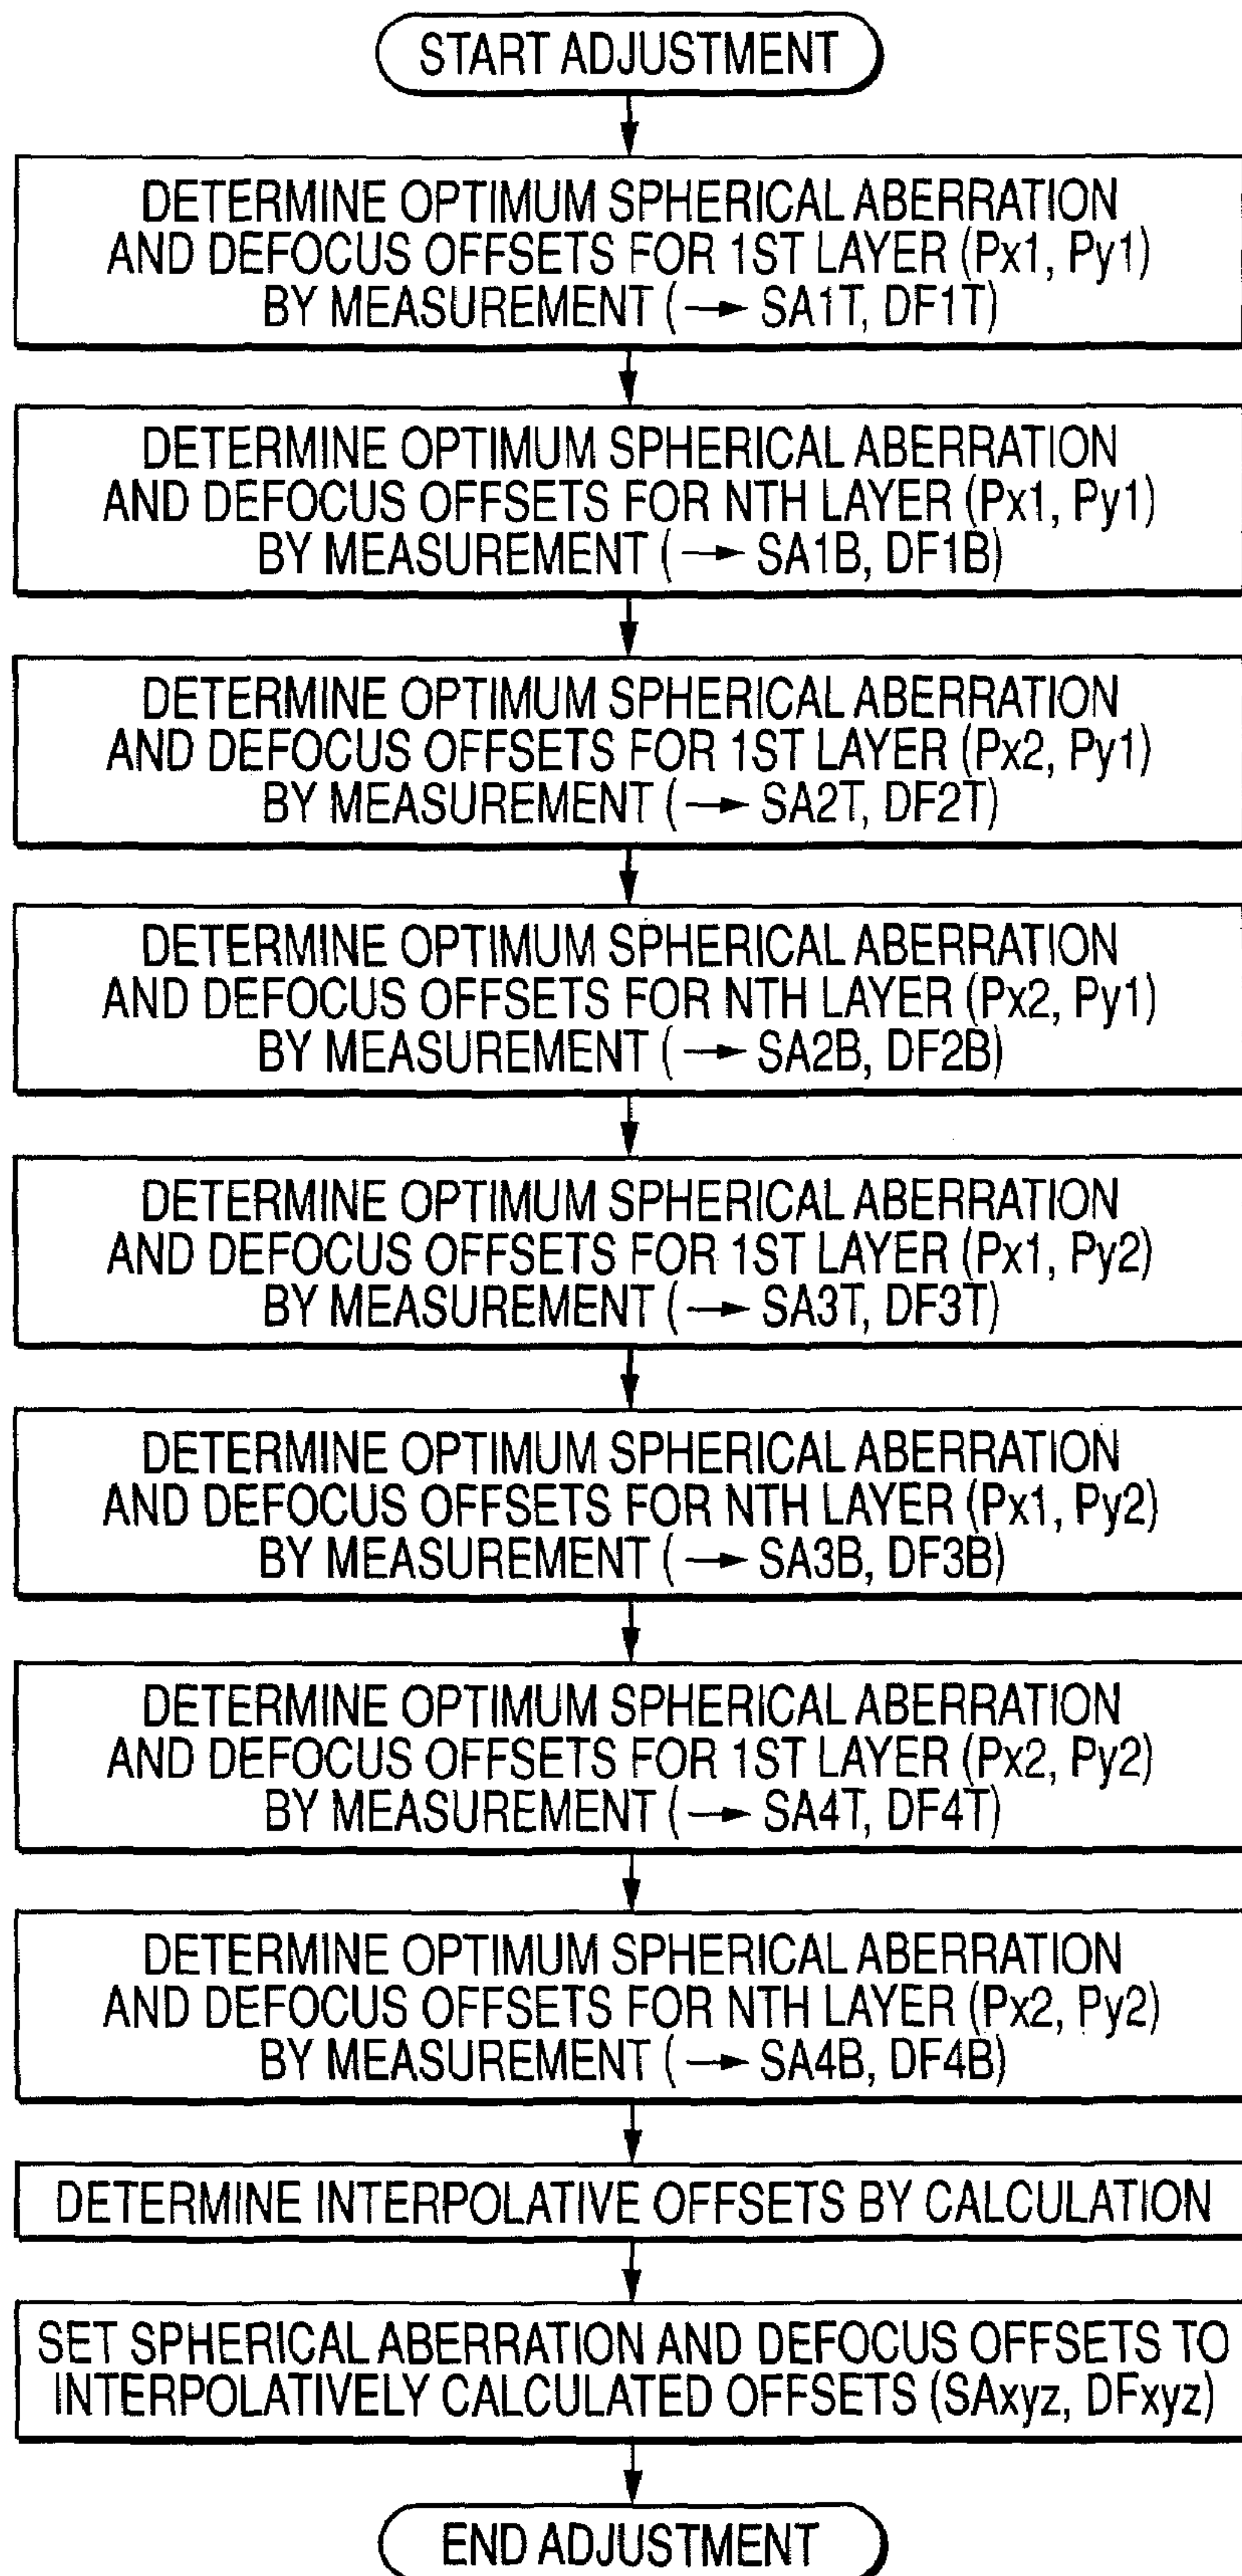 START ADJUSTMENT
DETERMINE OPTIMUM SPHERICAL ABERRATION
AND DEFOCUS OFFSETS FOR 1ST LAYER (Px1, Py1)
BY MEASUREMENT (→ SA1T, DF1T)
DETERMINE OPTIMUM SPHERICAL ABERRATION
AND DEFOCUS OFFSETS FOR NTH LAYER (Px1, Py1)
BY MEASUREMENT (→ SA1B, DF1B)
DETERMINE OPTIMUM SPHERICAL ABERRATION
AND DEFOCUS OFFSETS FOR 1ST LAYER (Px2, Py1)
BY MEASUREMENT (→ SA2T, DF2T)
DETERMINE OPTIMUM SPHERICAL ABERRATION
AND DEFOCUS OFFSETS FOR NTH LAYER (Px2, Py1)
BY MEASUREMENT (→ SA2B, DF2B)
DETERMINE OPTIMUM SPHERICAL ABERRATION
AND DEFOCUS OFFSETS FOR 1ST LAYER (Px1, Py2)
BY MEASUREMENT (→ SA3T, DF3T)
DETERMINE OPTIMUM SPHERICAL ABERRATION
AND DEFOCUS OFFSETS FOR NTH LAYER (Px1, Py2)
BY MEASUREMENT (→ SA3B, DF3B)
DETERMINE OPTIMUM SPHERICAL ABERRATION
AND DEFOCUS OFFSETS FOR 1ST LAYER (Px2, Py2)
BY MEASUREMENT (→ SA4T, DF4T)
DETERMINE OPTIMUM SPHERICAL ABERRATION
AND DEFOCUS OFFSETS FOR NTH LAYER (Px2, Py2)
BY MEASUREMENT (→ SA4B, DF4B)
DETERMINE INTERPOLATIVE OFFSETS BY CALCULATION
SET SPHERICAL ABERRATION AND DEFOCUS OFFSETS TO
INTERPOLATIVELY CALCULATED OFFSETS (SAxyz, DFxyz)
END ADJUSTMENT